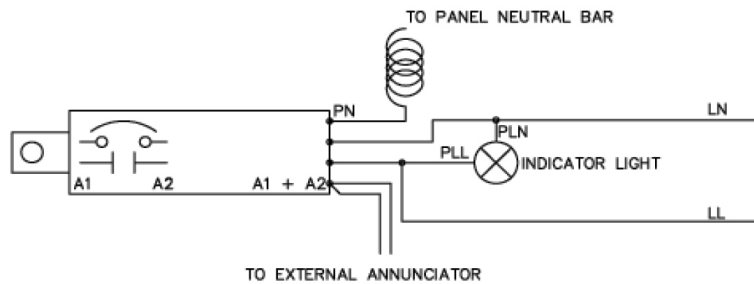 TO PANEL NEUTRAL BAR
PN
LN
PLN
PLL
INDICATOR LIGHT
A1 A2 A1 + A2
LL
TO EXTERNAL ANNUNCIATOR